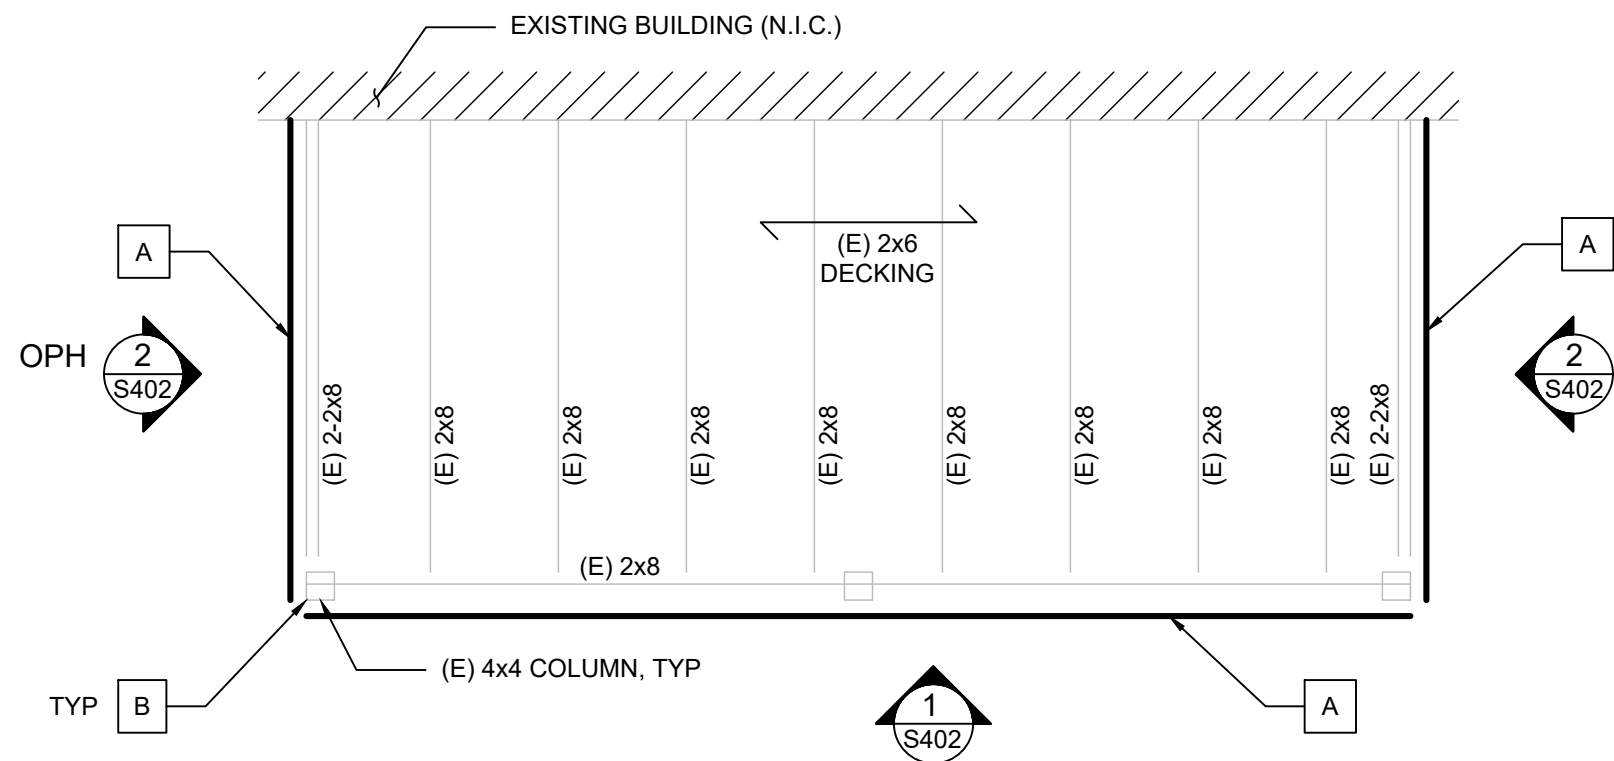 EXISTING BUILDING (N.I.C.)
(E) 2x6
DECKING
A
A
OPH
2
S402
2
S402
(E) 2-2x8
(E) 2x8
(E) 2x8
(E) 2x8
(E) 2x8
(E) 2x8
(E) 2x8
(E) 2x8
(E) 2x8
(E) 2-2x8
(E) 2x8
(E) 4x4 COLUMN, TYP
TYP
B
1
S402
A